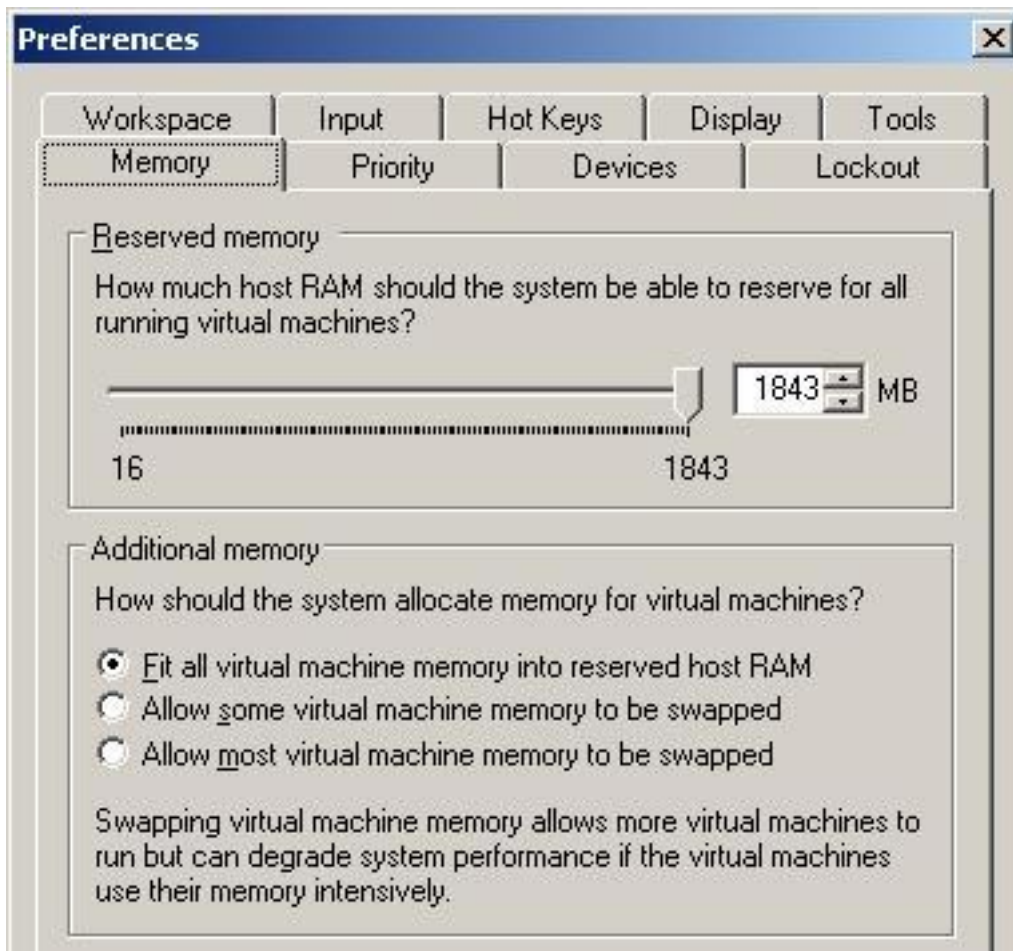 Preferences
Workspace Input Hot Keys Display Tools
Memory Priority Devices Lockout
Reserved memory
How much host RAM should the system be able to reserve for all
running virtual machines?
1843 MB
16 1843
Additional memory
How should the system allocate memory for virtual machines?
Fit all virtual machine memory into reserved host RAM
Allow some virtual machine memory to be swapped
Allow most virtual machine memory to be swapped
Swapping virtual machine memory allows more virtual machines to
run but can degrade system performance if the virtual machines
use their memory intensively.